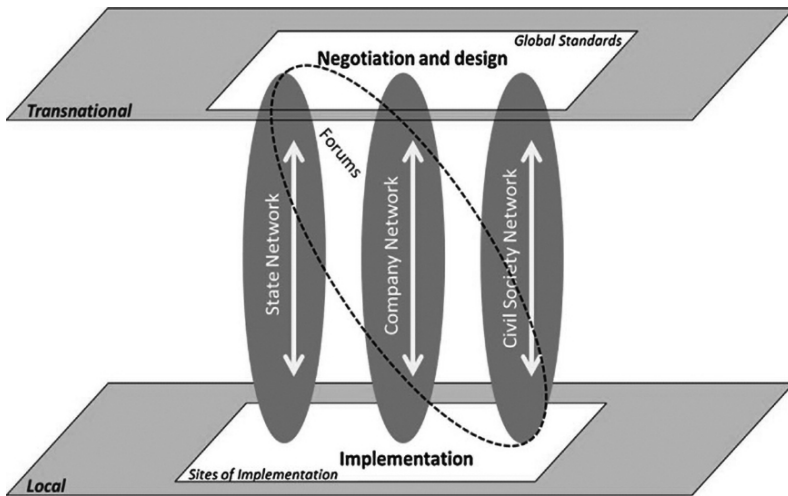 Global Standards
Negotiation and design
Transnational
Forums
State Network
Company Network
Civil Society Network
Implementation
Sites of Implementation
Local